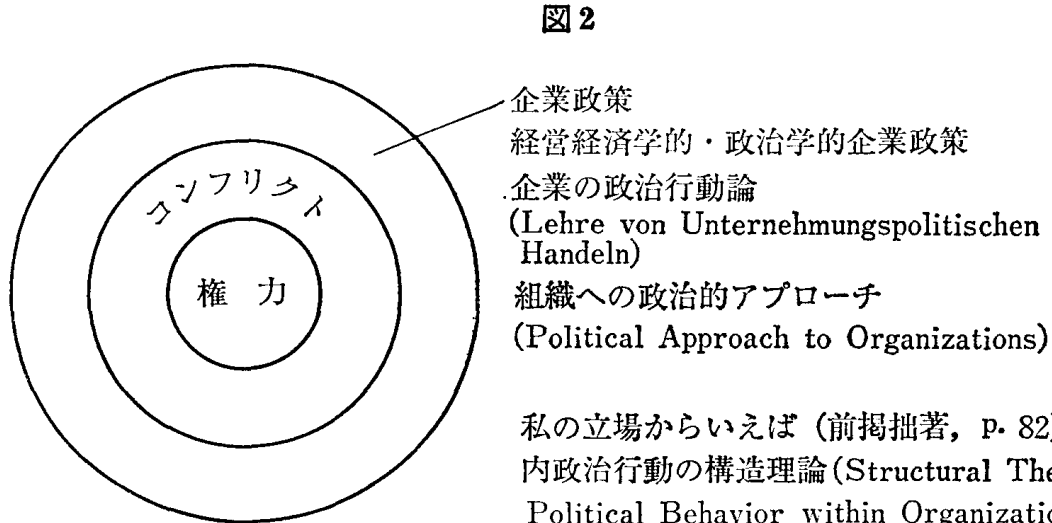 図2
企業政策
経営経済学的・政治学的企業政策
企業の政治行動論
(Lehre von Unternehmungspolitischen
Handeln)
組織への政治的アプローチ
(Political Approach to Organizations)
コンフリクト
権 力
私の立場からいえば (前掲拙著, p. 82)
内政治行動の構造理論(Structural The
Political Behavior within Organizatio